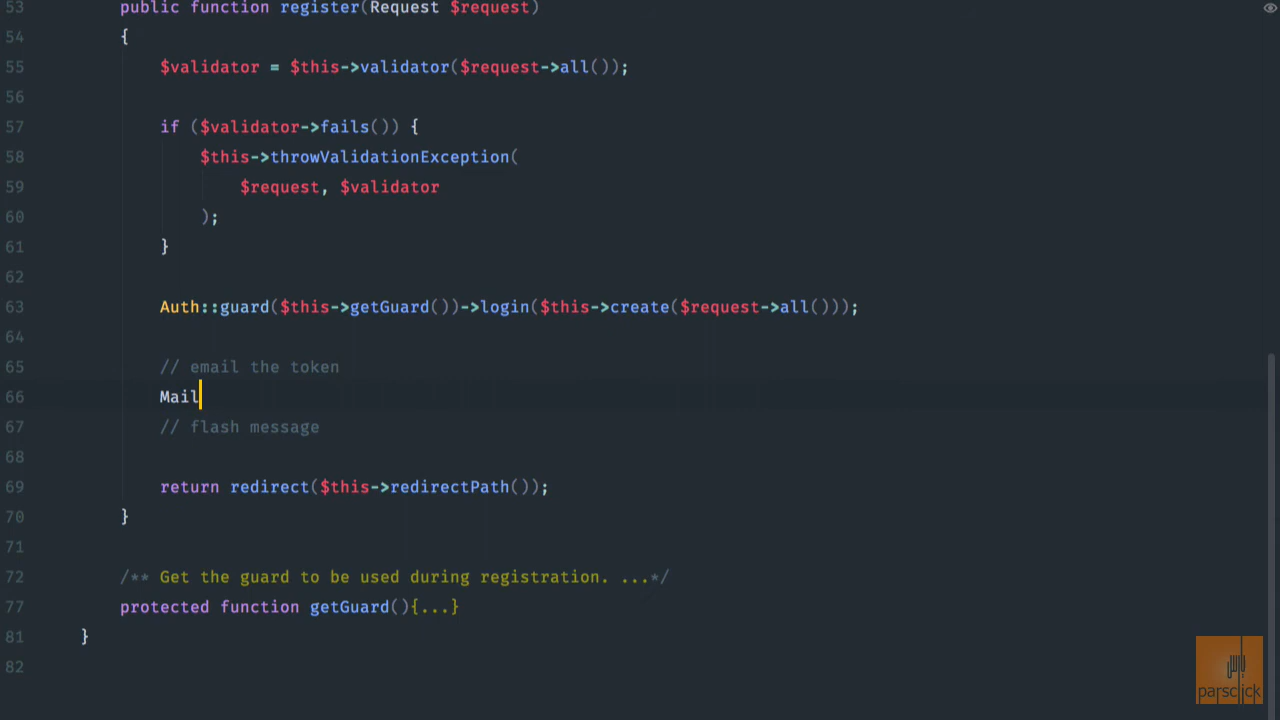 53 public function register(Request $request)
54 {
55 $validator = $this->validator($request->all());
56
57 if ($validator->fails()) {
58 $this->throwValidationException(
59 $request, $validator
60 );
61 }
62
63 Auth::guard($this->getGuard())->login($this->create($request->all()));
64
65 // email the token
66 Mail
67 // flash message
68
69 return redirect($this->redirectPath());
70 }
71
72 /** Get the guard to be used during registration. ...*/
77 protected function getGuard(){...}
81 }
82
parsclick